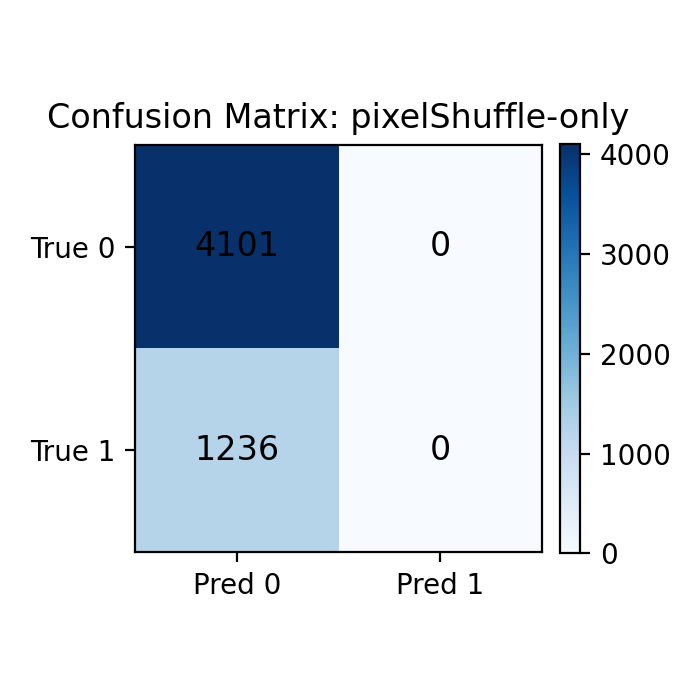 Confusion Matrix: pixelShuffle-only
4000
True 0
4101
0
3000
2000
True 1
1236
0
1000
0
Pred 0
Pred 1